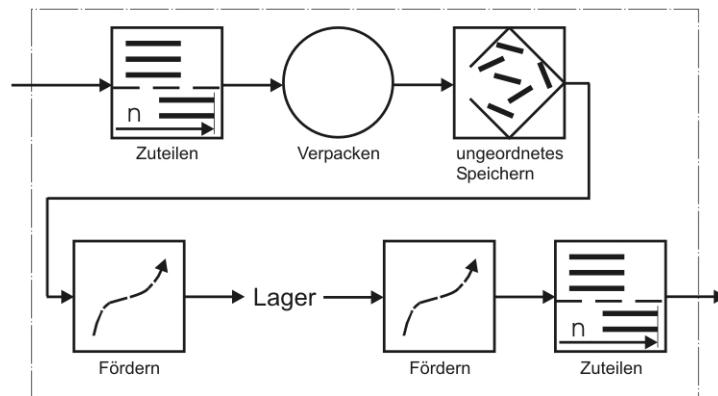 n
Zuteilen
Verpacken
ungeordnetes
Speichern
Lager
Fördern
Fördern
n
Zuteilen